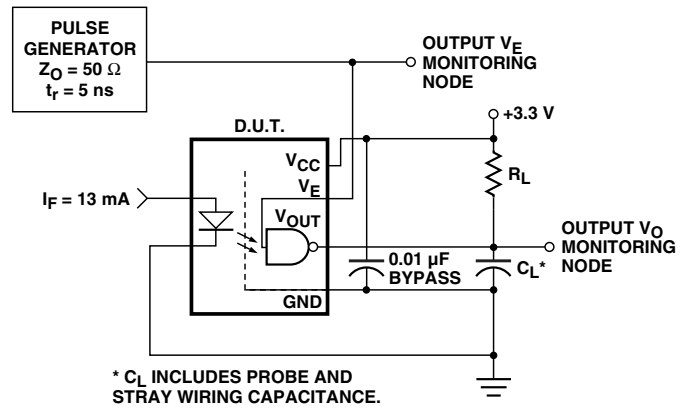 PULSE
GENERATOR
Z_O = 50 Ω
t_r = 5 ns
OUTPUT V_E
MONITORING
NODE
+3.3 V
D.U.T.
V_CC
R_L
V_E
I_F = 13 mA
V_OUT
OUTPUT V_O
MONITORING
NODE
0.01 µF
BYPASS
C_L*
GND
* C_L INCLUDES PROBE AND
STRAY WIRING CAPACITANCE.